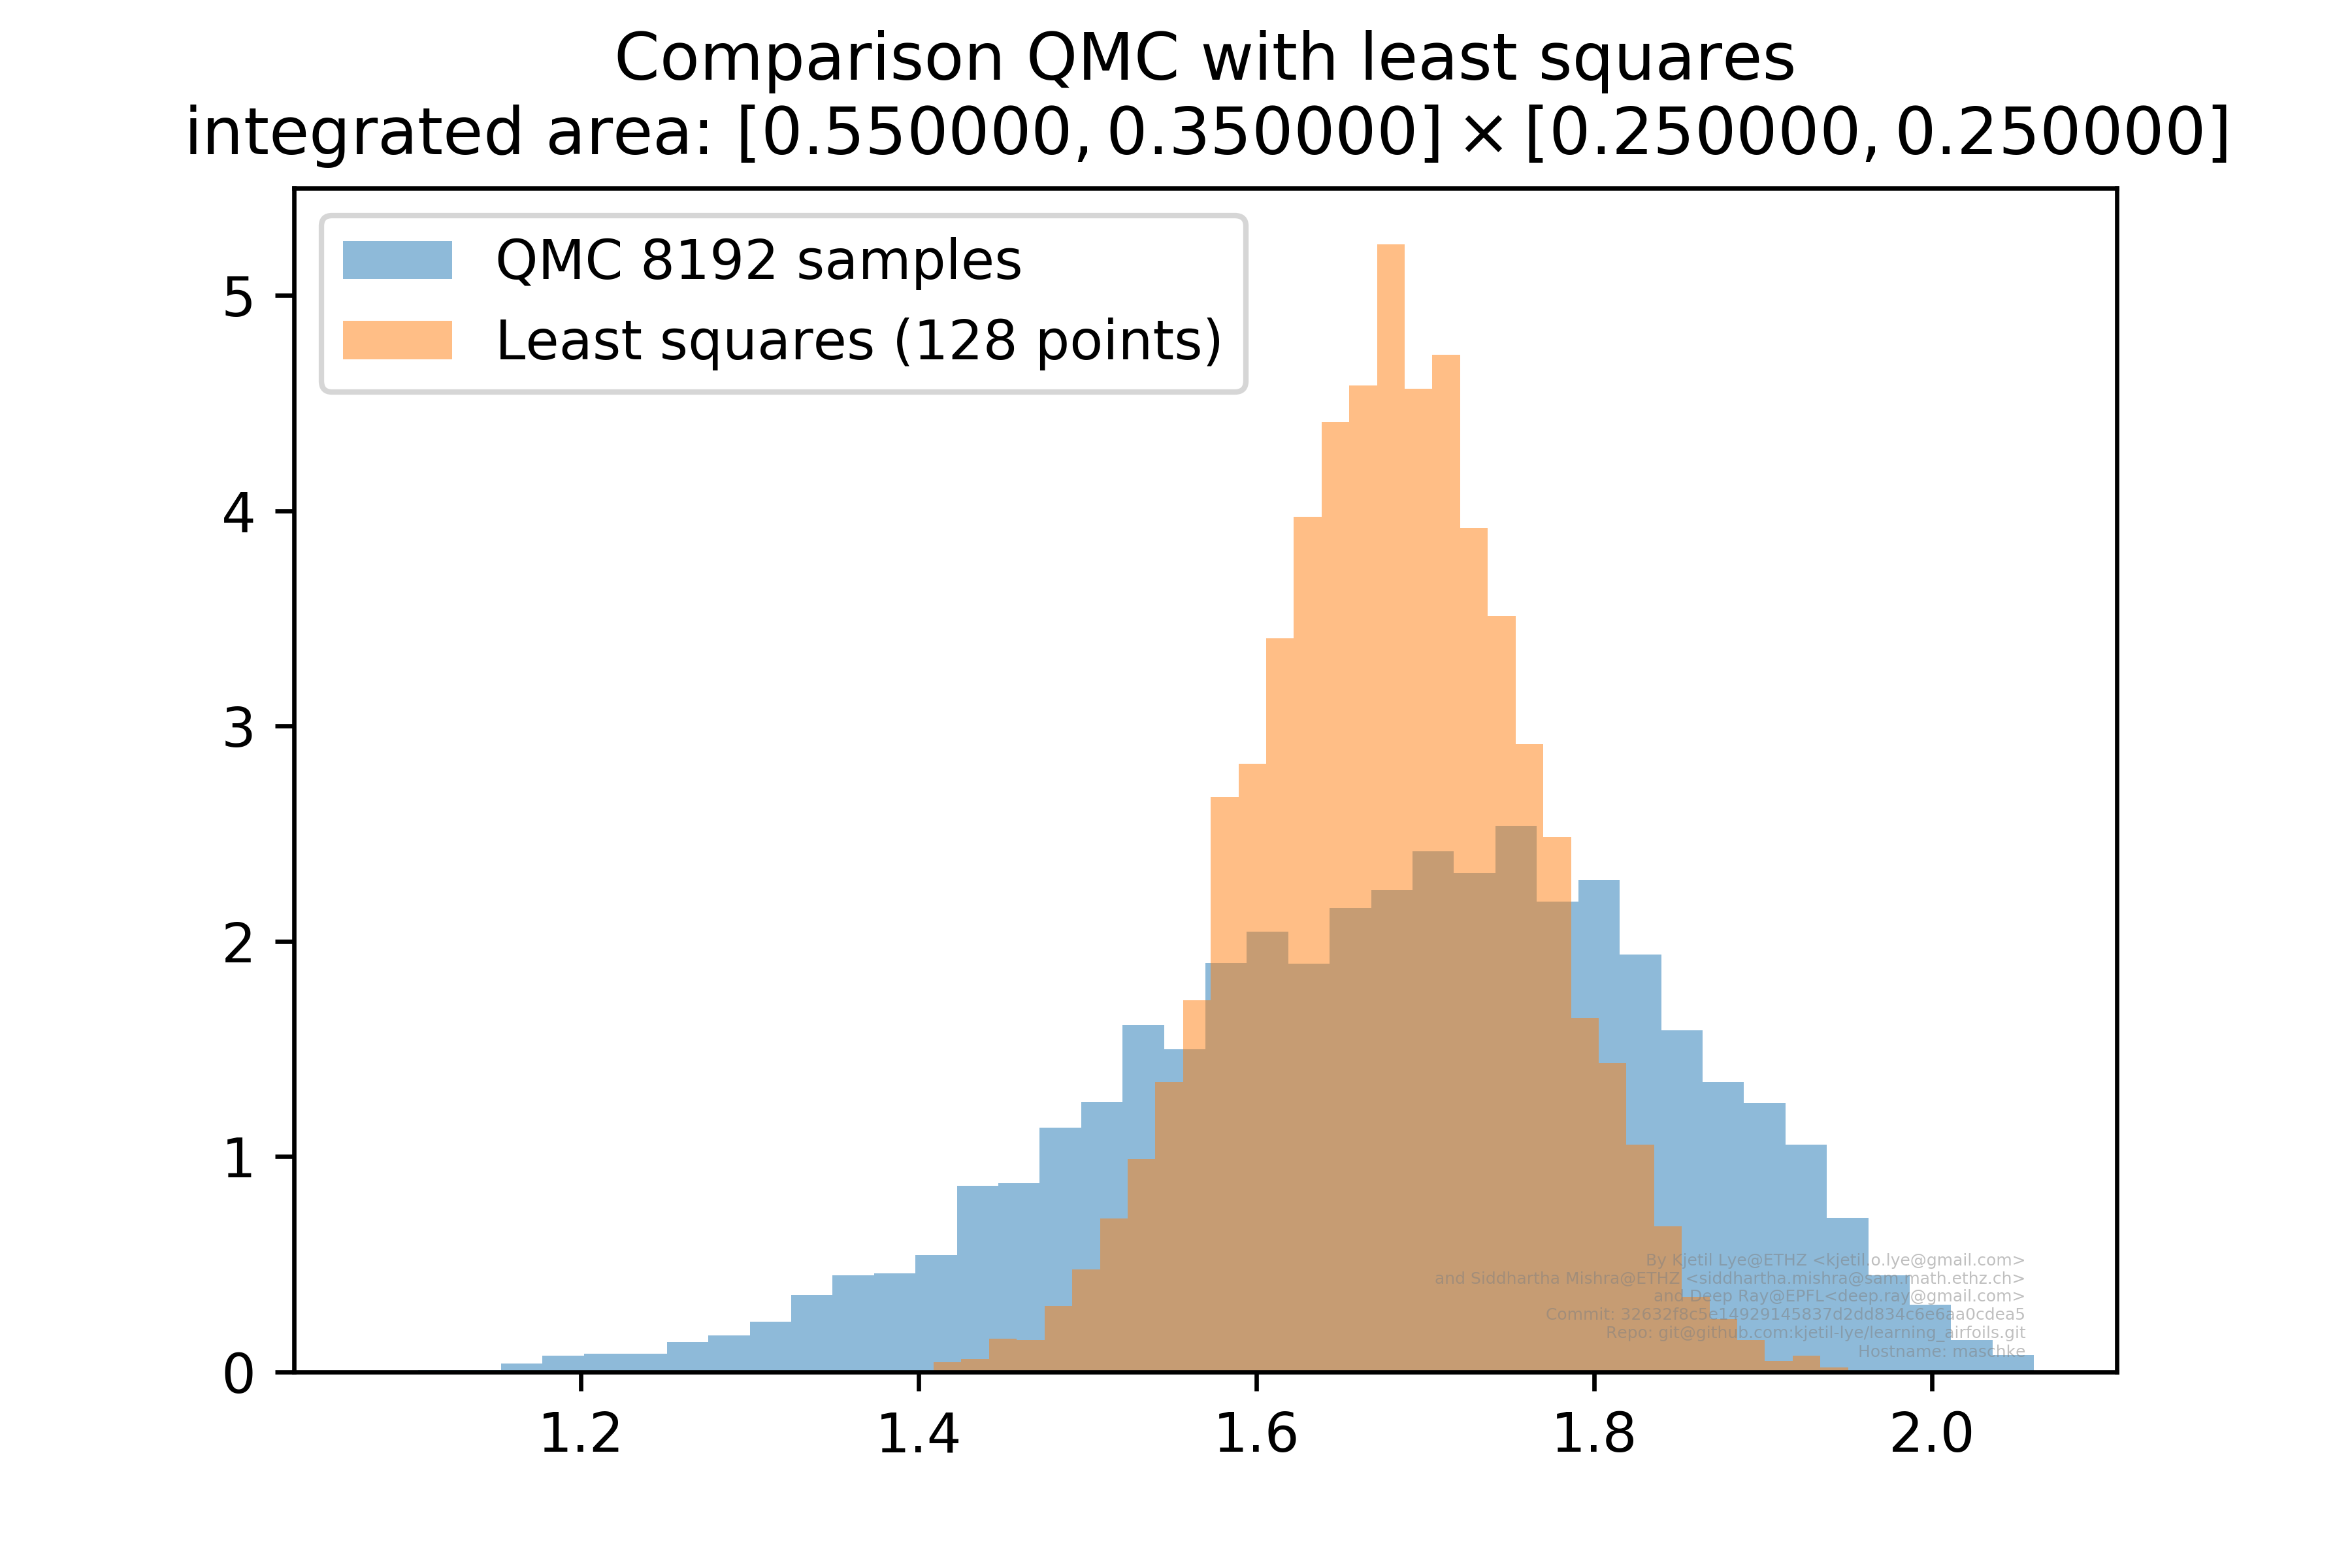 Comparison QMC with least squares
integrated area: [0.550000, 0.350000] × [0.250000, 0.250000]
QMC 8192 samples
Least squares (128 points)
5
4
3
2
1
0
1.2 1.4 1.6 1.8 2.0
By Kjetil Lye@ETHZ <kjetil.o.lye@gmail.com>
and Siddhartha Mishra@ETHZ <siddhartha.mishra@sam.math.ethz.ch>
and Deep Ray@EPFL<deep.ray@gmail.com>
Commit: 32632f8c5e14929145837d2dd834c6e6aa0cdea5
Repo: git@github.com:kjetil-lye/learning_airfoils.git
Hostname: maschke